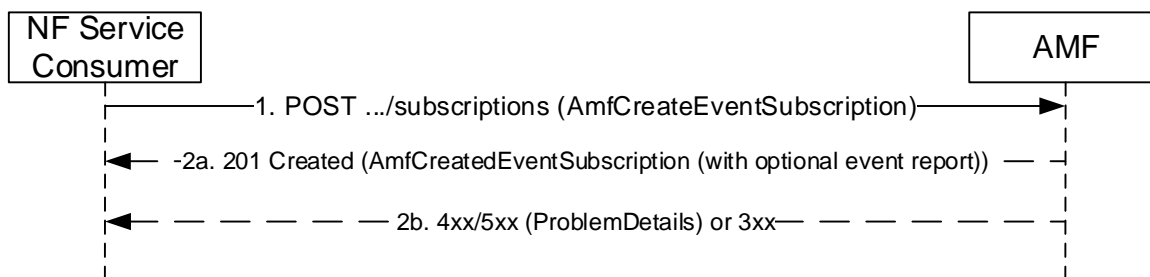 NF Service
Consumer
AMF
1. POST .../subscriptions (AmfCreateEventSubscription)
2a. 201 Created (AmfCreatedEventSubscription (with optional event report))
2b. 4xx/5xx (ProblemDetails) or 3xx